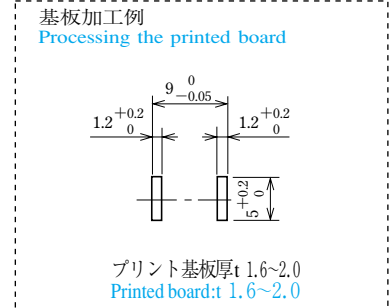 基板加工例
Processing the printed board
9 0 −0.05
1.2 +0.2 0 1.2 +0.2 0
5 +0.2 0
プリント基板厚t 1.6~2.0
Printed board:t 1.6~2.0